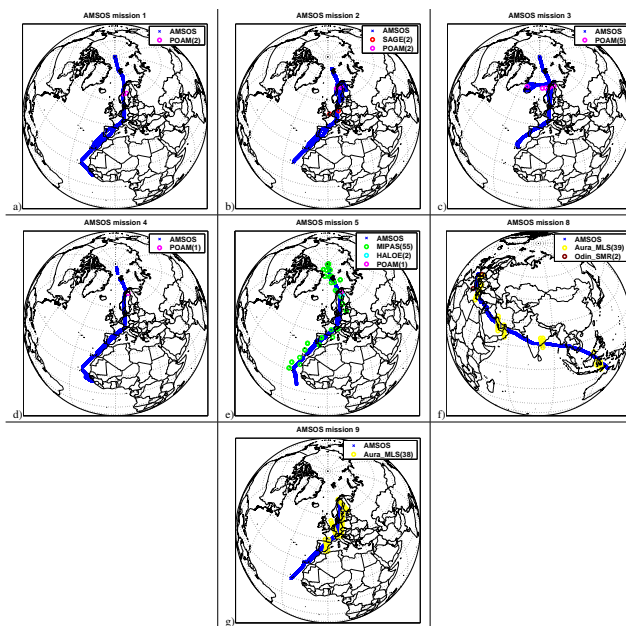 AMSOS mission 1
AMSOS
POAM(2)
a)
AMSOS mission 2
AMSOS
SAGE(2)
POAM(2)
b)
AMSOS mission 3
AMSOS
POAM(5)
c)
AMSOS mission 4
AMSOS
POAM(1)
d)
AMSOS mission 5
AMSOS
MIPAS(55)
HALOE(2)
POAM(1)
e)
AMSOS mission 8
AMSOS
Aura_MLS(39)
Odin_SMR(2)
f)
AMSOS mission 9
AMSOS
Aura_MLS(38)
g)